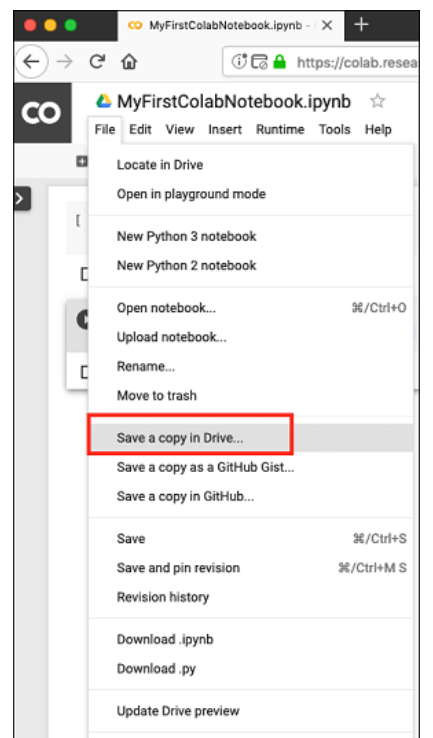 MyFirstColabNotebook.ipynb -
https://colab.resea
CO
MyFirstColabNotebook.ipynb
File Edit View Insert Runtime Tools Help
Locate in Drive
Open in playground mode
[
New Python 3 notebook
New Python 2 notebook
Open notebook... ⌘/Ctrl+O
Upload notebook...
Rename...
Move to trash
Save a copy in Drive...
Save a copy as a GitHub Gist...
Save a copy in GitHub...
Save ⌘/Ctrl+S
Save and pin revision ⌘/Ctrl+M S
Revision history
Download .ipynb
Download .py
Update Drive preview